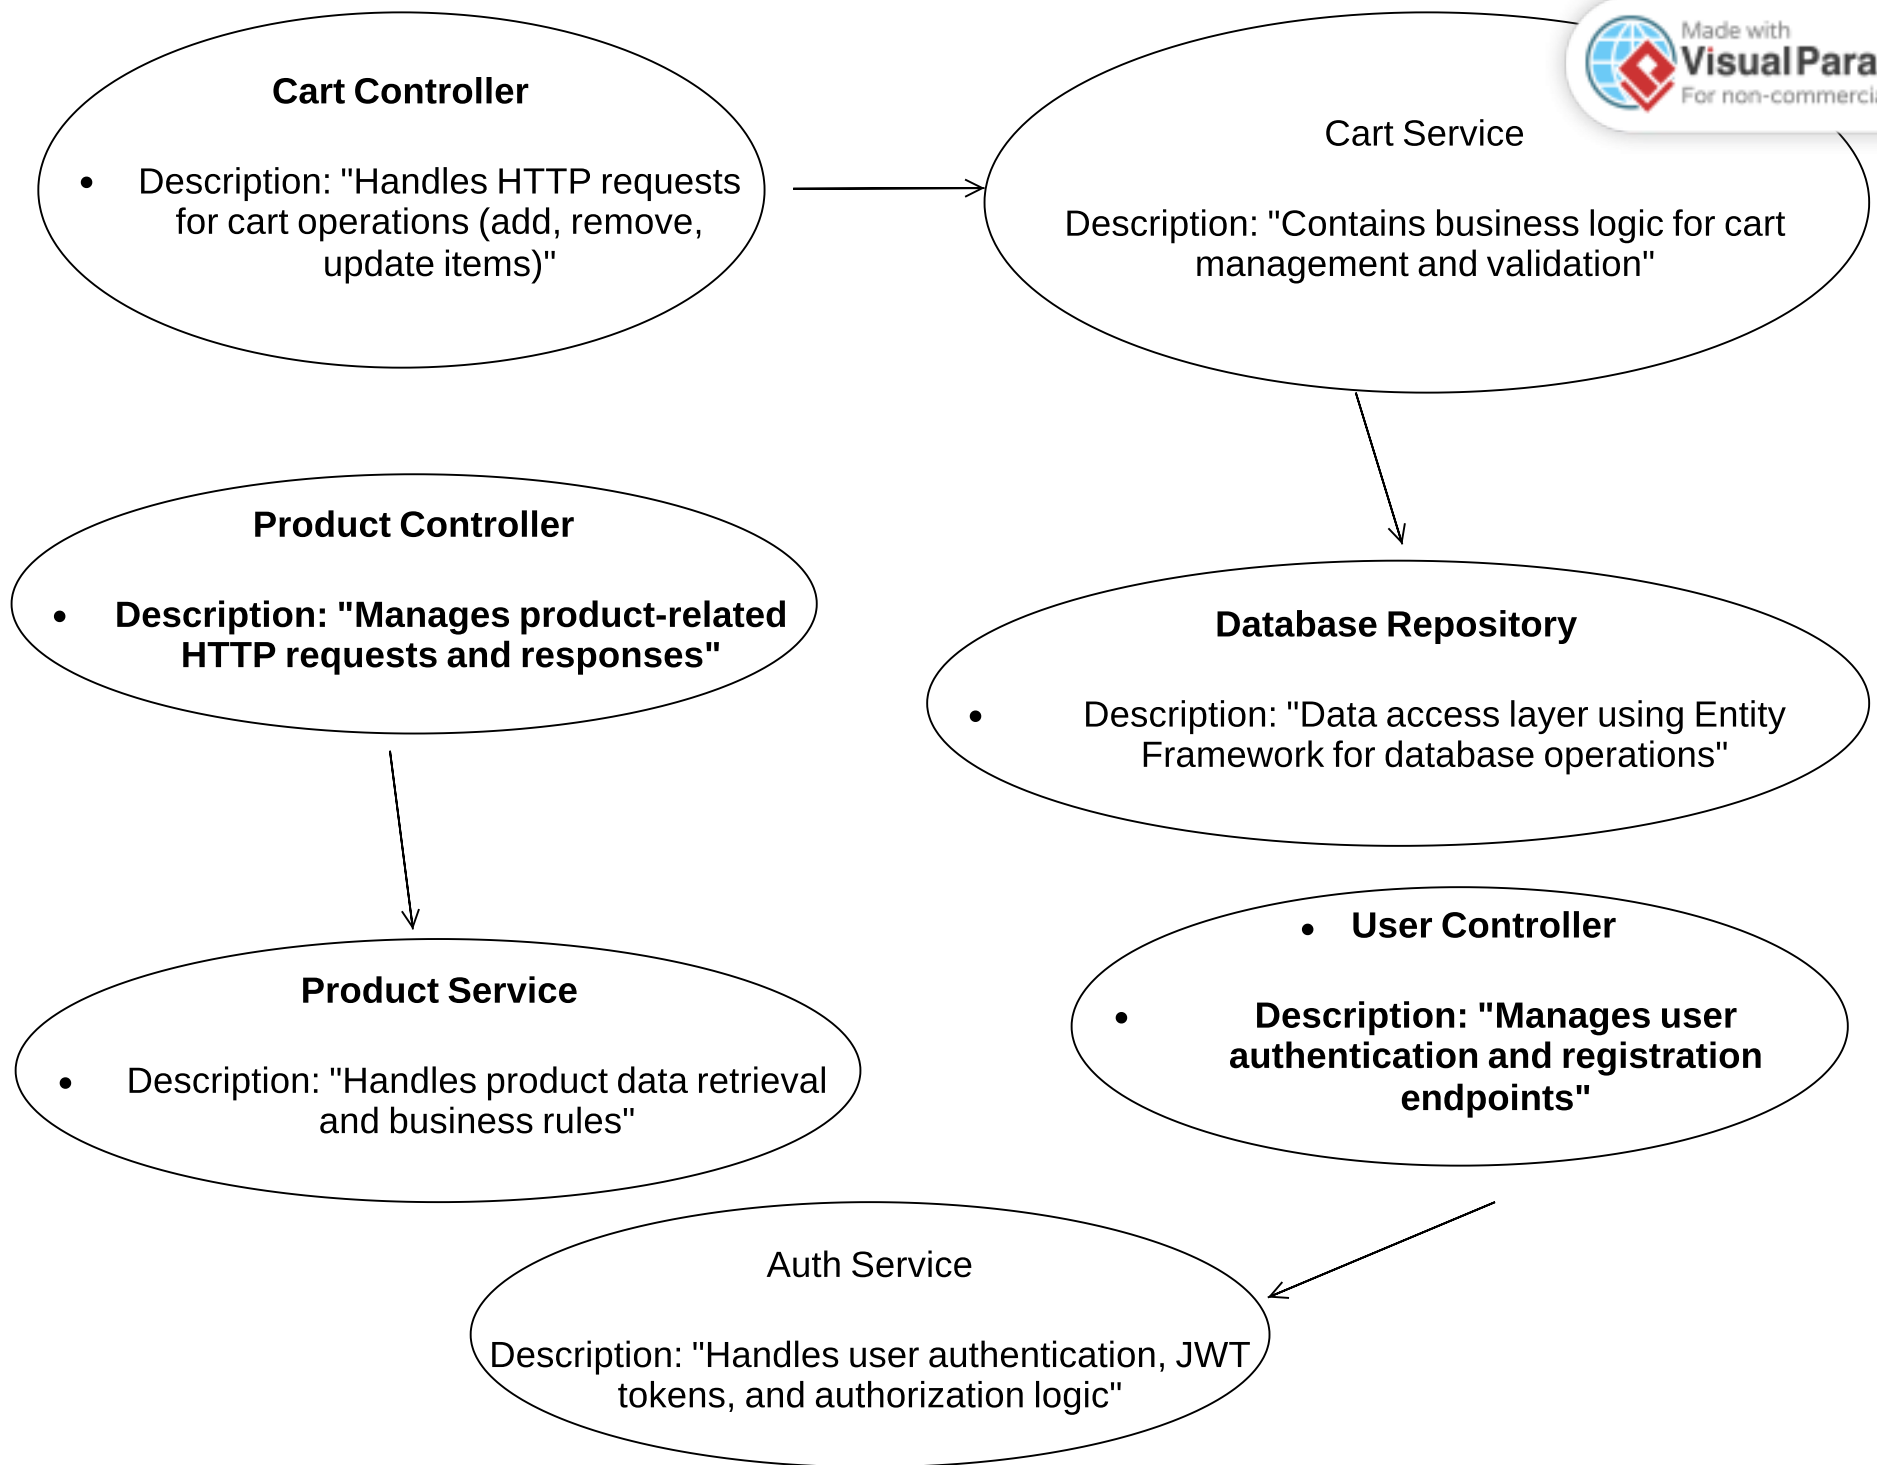 Cart Controller
• Description: "Handles HTTP requests
for cart operations (add, remove,
update items)"
Made with
Visual Para
For non-commercia
Cart Service
Description: "Contains business logic for cart
management and validation"
Product Controller
• Description: "Manages product-related
HTTP requests and responses"
Database Repository
• Description: "Data access layer using Entity
Framework for database operations"
Product Service
• Description: "Handles product data retrieval
and business rules"
• User Controller
• Description: "Manages user
authentication and registration
endpoints"
Auth Service
Description: "Handles user authentication, JWT
tokens, and authorization logic"